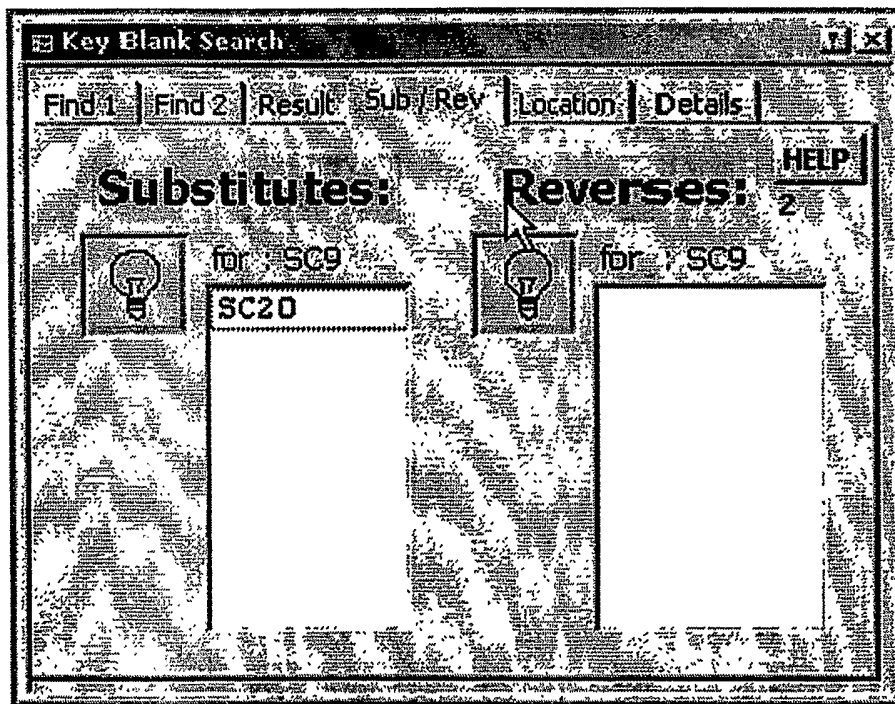 Key Blank Search
Find 1 Find 2 Result Sub / Rev Location Details
HELP
Substitutes: Reverses: 2
for : SC9 for : SC9
SC20